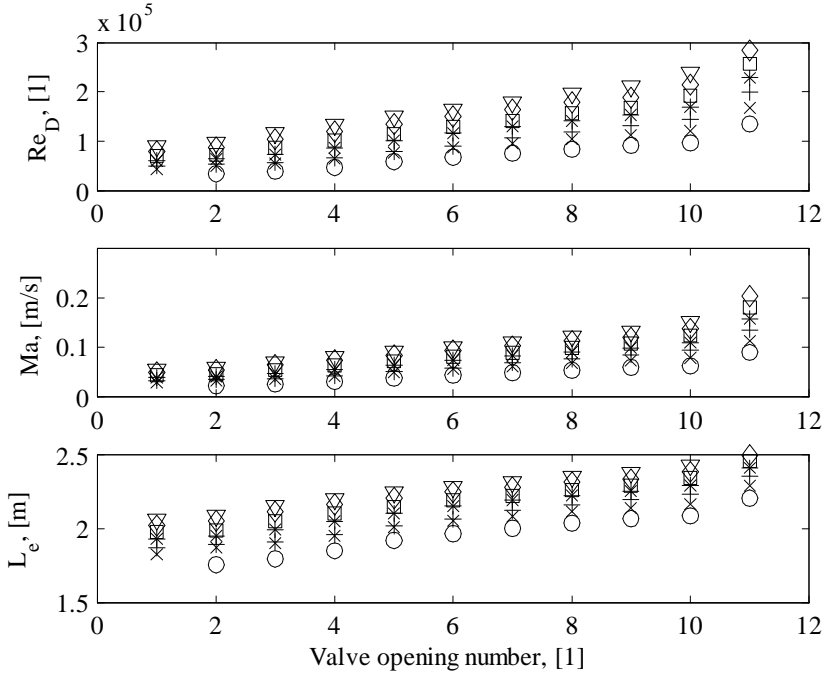 x 10^5
3
2
1
0
Re_D, [1]
0 2 4 6 8 10 12
0.2
0.1
0
Ma, [m/s]
0 2 4 6 8 10 12
2.5
2
1.5
L_e, [m]
0 2 4 6 8 10 12
Valve opening number, [1]